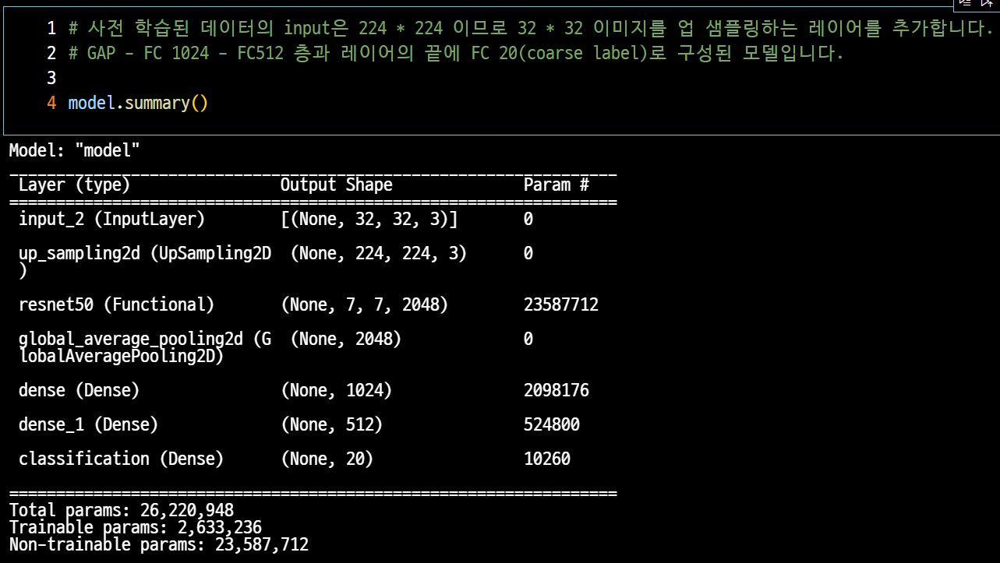 1 # 사전 학습된 데이터의 input은 224 * 224 이므로 32 * 32 이미지를 업 샘플링하는 레이어를 추가합니다.
2 # GAP - FC 1024 - FC512 층과 레이어의 끝에 FC 20(coarse label)로 구성된 모델입니다.
3
4 model.summary()
Model: "model"
_________________________________________________________________
Layer (type)                Output Shape              Param #
=================================================================
input_2 (InputLayer)        [(None, 32, 32, 3)]       0
up_sampling2d (UpSampling2D  (None, 224, 224, 3)      0
)
resnet50 (Functional)       (None, 7, 7, 2048)        23587712
global_average_pooling2d (G  (None, 2048)             0
lobalAveragePooling2D)
dense (Dense)               (None, 1024)              2098176
dense_1 (Dense)             (None, 512)               524800
classification (Dense)      (None, 20)                10260
=================================================================
Total params: 26,220,948
Trainable params: 2,633,236
Non-trainable params: 23,587,712